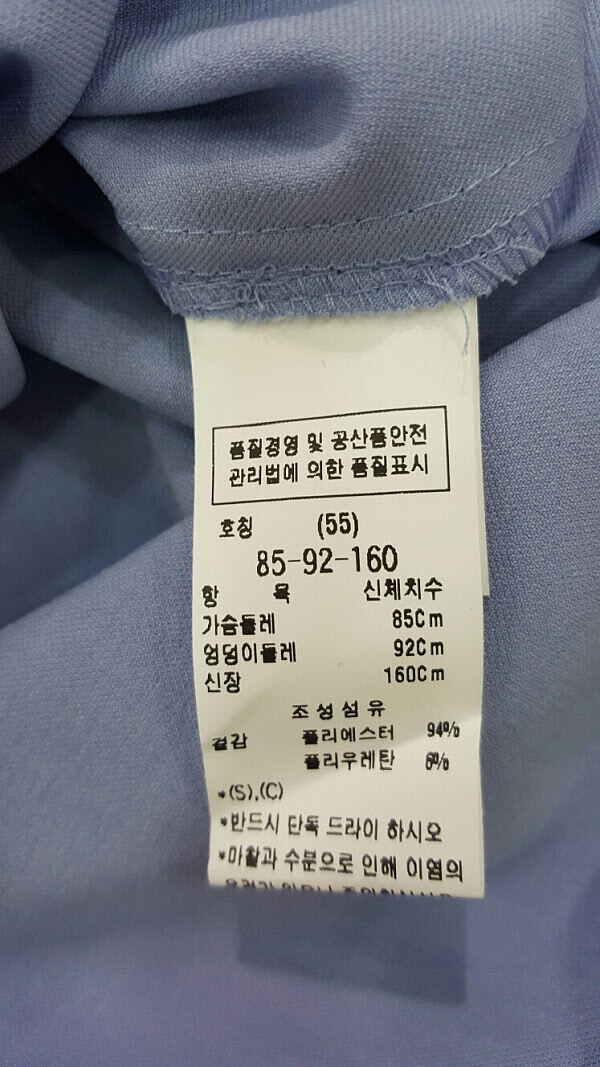 품질경영 및 공산품안전
관리법에 의한 품질표시
호칭 (55)
85-92-160
항 목 신체치수
가슴둘레 85Cm
엉덩이둘레 92Cm
신장 160Cm
조성섬유
겉감 폴리에스터 94%
폴리우레탄 6%
*(S),(C)
*반드시 단독 드라이 하시오
*마찰과 수분으로 인해 이염의